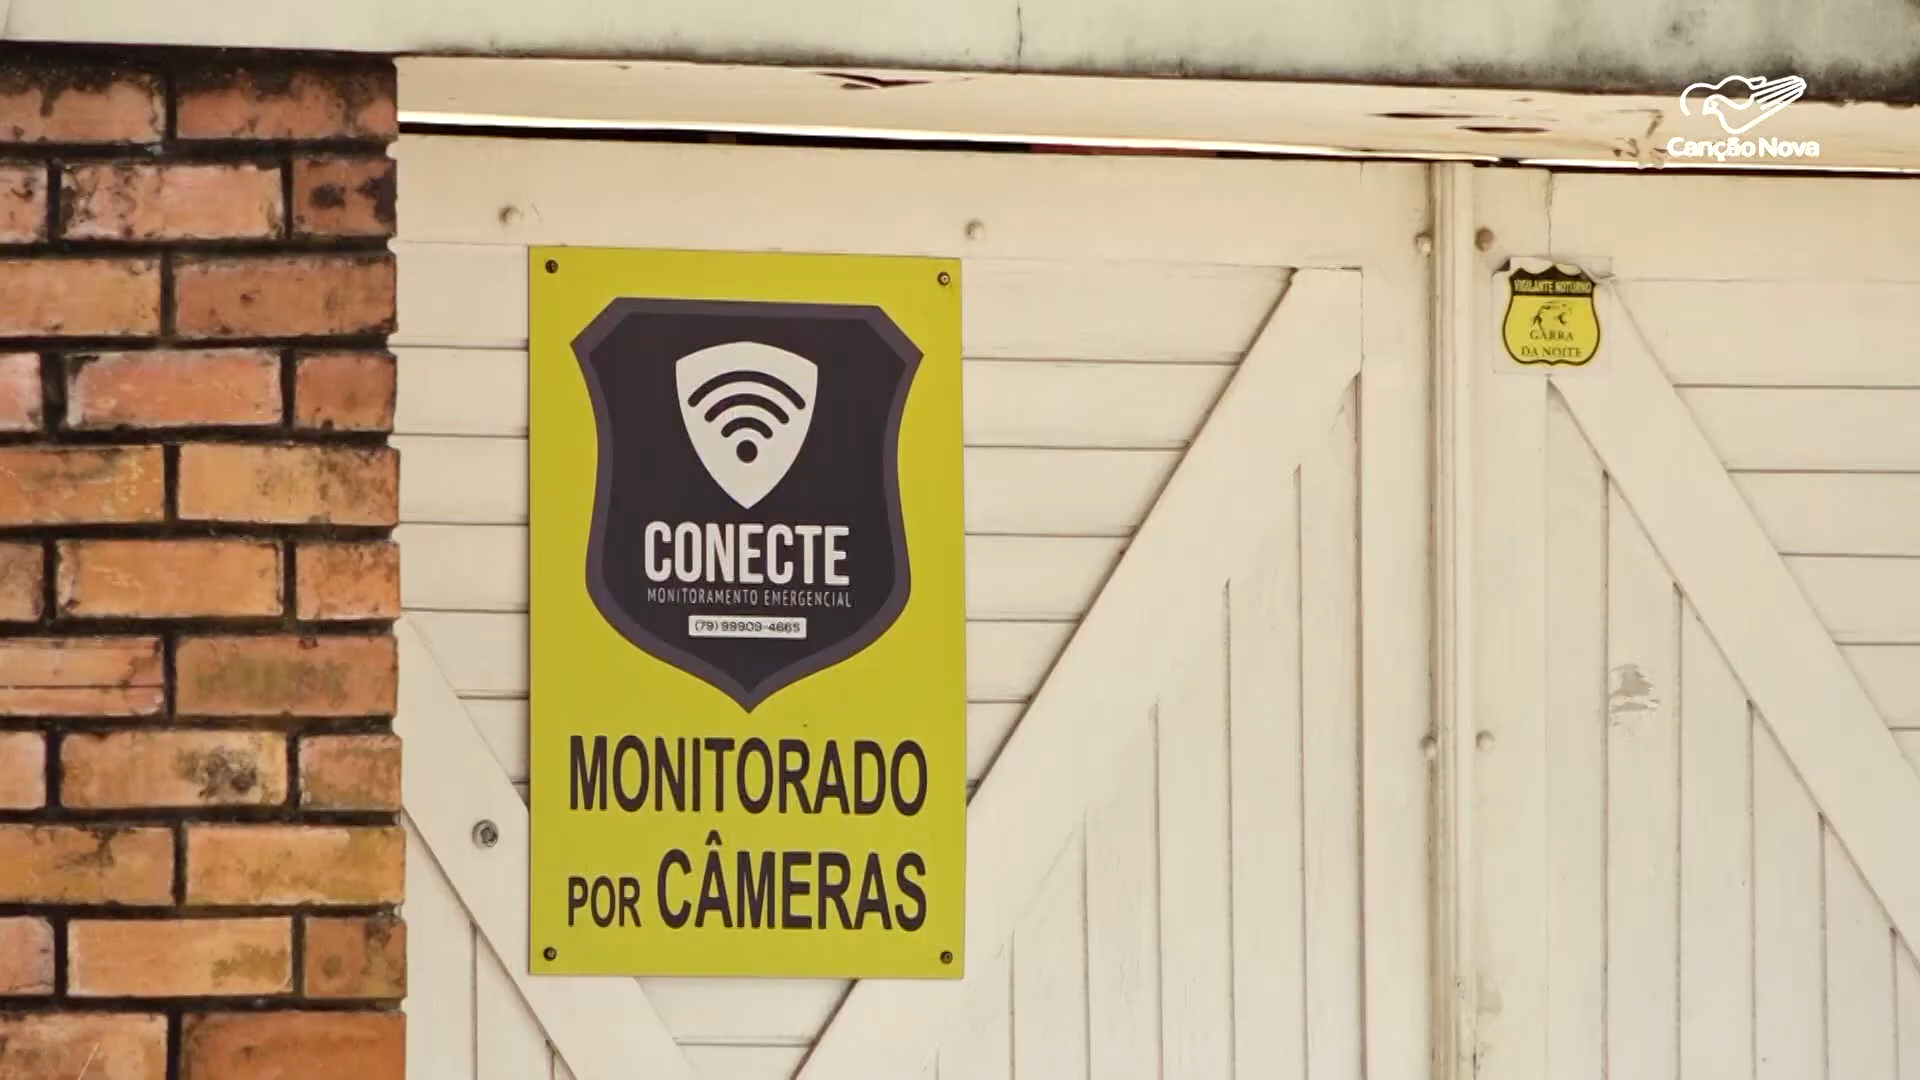 Canção Nova
VIGILANTE NOTURNO
GARRA
DA NOITE
CONECTE
MONITORAMENTO EMERGENCIAL
(79) 99909-4665
MONITORADO
POR CÂMERAS